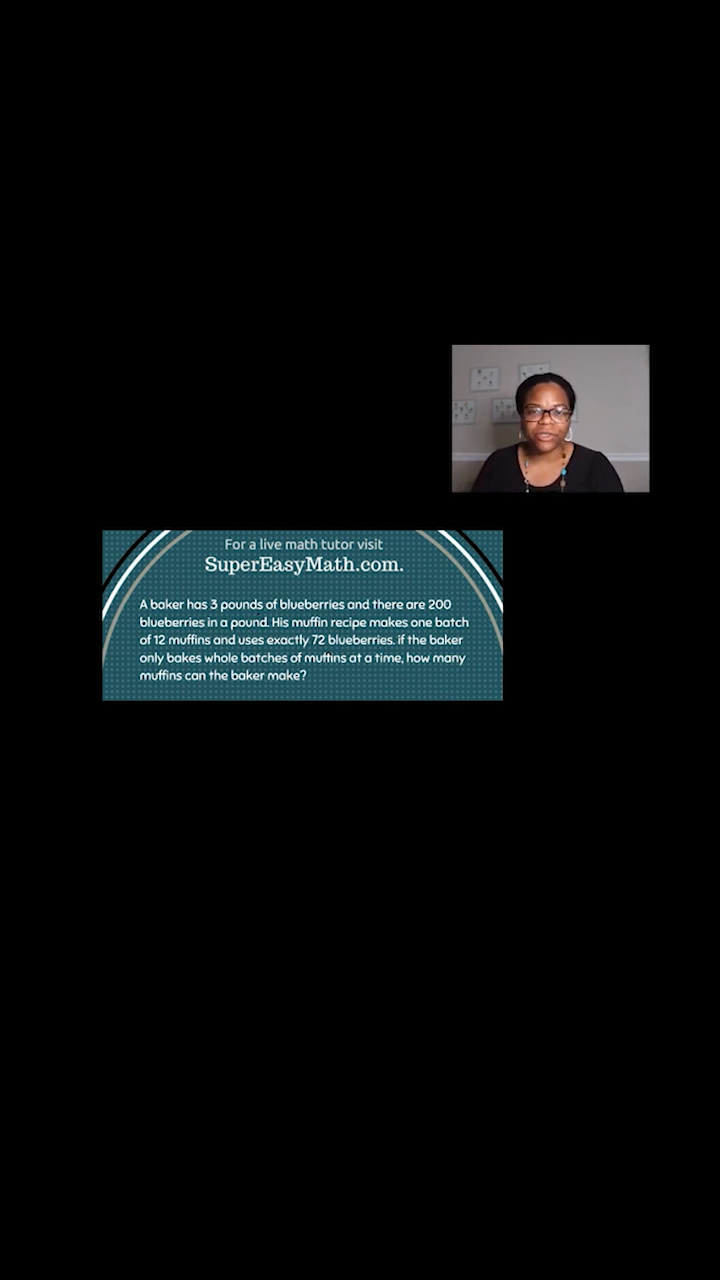 For a live math tutor visit
SuperEasyMath.com.
A baker has 3 pounds of blueberries and there are 200
blueberries in a pound. His muffin recipe makes one batch
of 12 muffins and uses exactly 72 blueberries. if the baker
only bakes whole batches of muffins at a time, how many
muffins can the baker make?